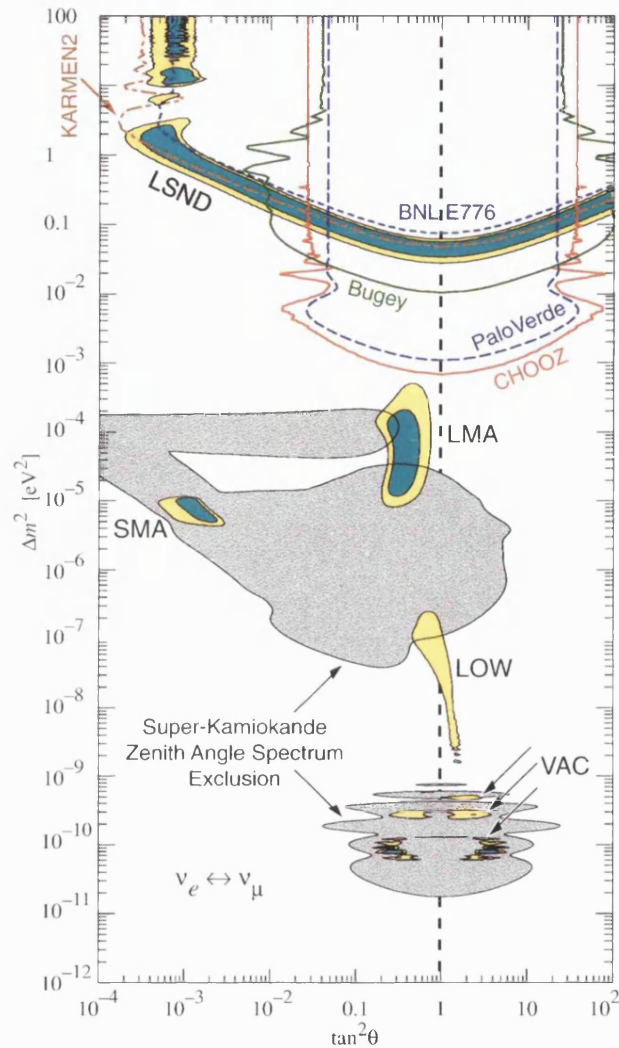 100
10
1
0.1
10⁻²
10⁻³
10⁻⁴
10⁻⁵
10⁻⁶
10⁻⁷
10⁻⁸
10⁻⁹
10⁻¹⁰
10⁻¹¹
10⁻¹²
Δm² [eV²]
KARMEN2
LSND
BNL E776
Bugey
PaloVerde
CHOOZ
LMA
SMA
LOW
Super-Kamiokande
Zenith Angle Spectrum
Exclusion
VAC
νe ↔ νμ
10⁻⁴ 10⁻³ 10⁻² 0.1 1 10 10²
tan²θ